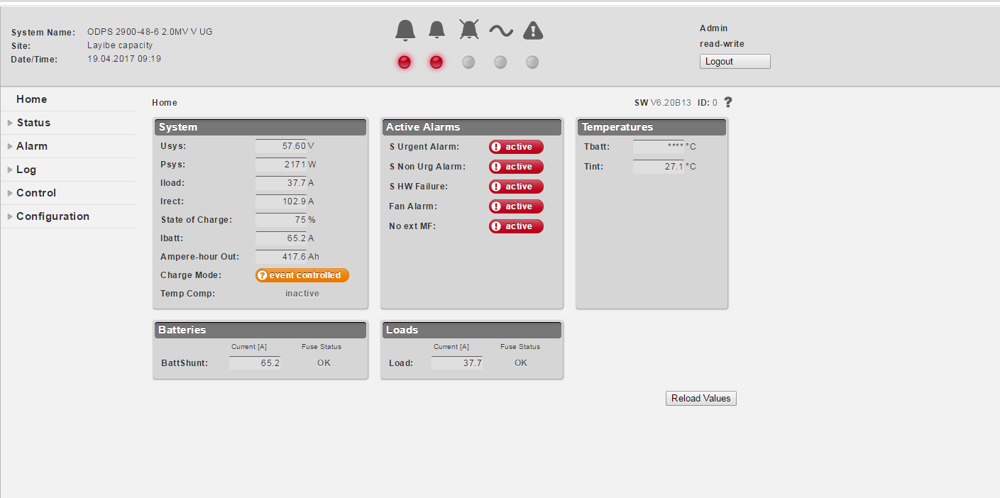 System Name: ODPS 2900-48-6 2.0MV V UG
Site: Layibe capacity
Date/Time: 19.04.2017 09:19
Admin
read-write
Logout
Home
Status
Alarm
Log
Control
Configuration
Home
SW V6.20B13 ID: 0 ?
System
Usys: 57.60 V
Psys: 2171 W
Iload: 37.7 A
Irect: 102.9 A
State of Charge: 75 %
Ibatt: 65.2 A
Ampere-hour Out: 417.6 Ah
Charge Mode: ? event controlled
Temp Comp: inactive
Active Alarms
S Urgent Alarm: ! active
S Non Urg Alarm: ! active
S HW Failure: ! active
Fan Alarm: ! active
No ext MF: ! active
Temperatures
Tbatt: **** °C
Tint: 27.1 °C
Batteries
Current [A] Fuse Status
BattShunt: 65.2 OK
Loads
Current [A] Fuse Status
Load: 37.7 OK
Reload Values